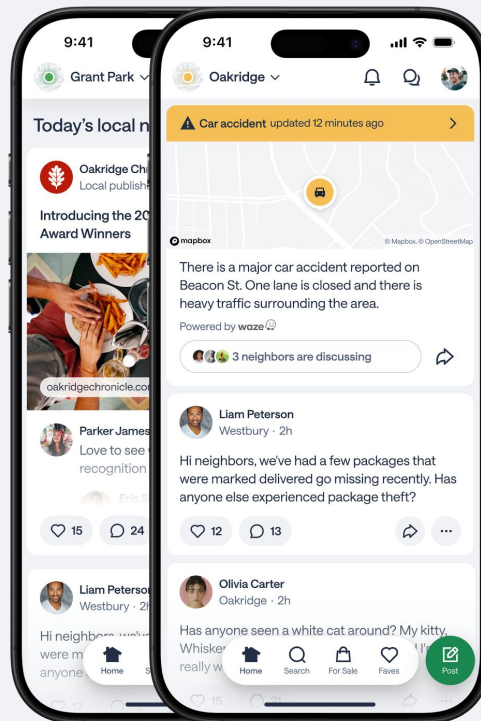 9:41
Grant Park
Today's local n
Oakridge Ch
Local publish
Introducing the 20
Award Winners
oakridgechronicle.co
Parker James
Love to see
recognition
Eric S
15
24
Liam Peterso
Westbury · 2h
Hi neighbors, we've
were m
anyone
Home
S
12
9:41
Oakridge
Car accident updated 12 minutes ago
mapbox
© Mapbox, © OpenStreetMap
There is a major car accident reported on
Beacon St. One lane is closed and there is
heavy traffic surrounding the area.
Powered by waze
3 neighbors are discussing
Liam Peterson
Westbury · 2h
Hi neighbors, we've had a few packages that
were marked delivered go missing recently. Has
anyone else experienced package theft?
12
13
Olivia Carter
Oakridge · 2h
Has anyone seen a white cat around? My kitty,
Whiske
really w
Home
Search
For Sale
Faves
Post
15
21